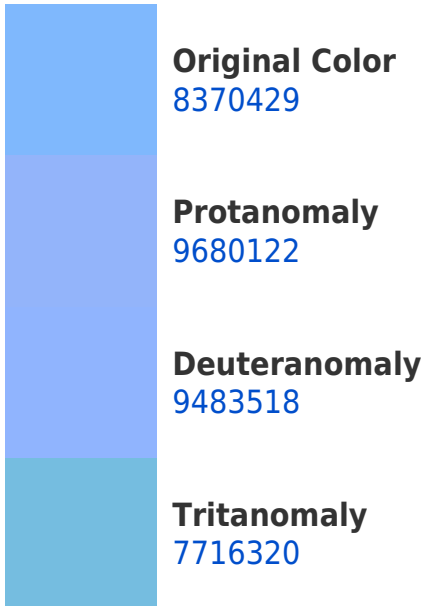 Original Color
8370429
Protanomaly
9680122
Deuteranomaly
9483518
Tritanomaly
7716320